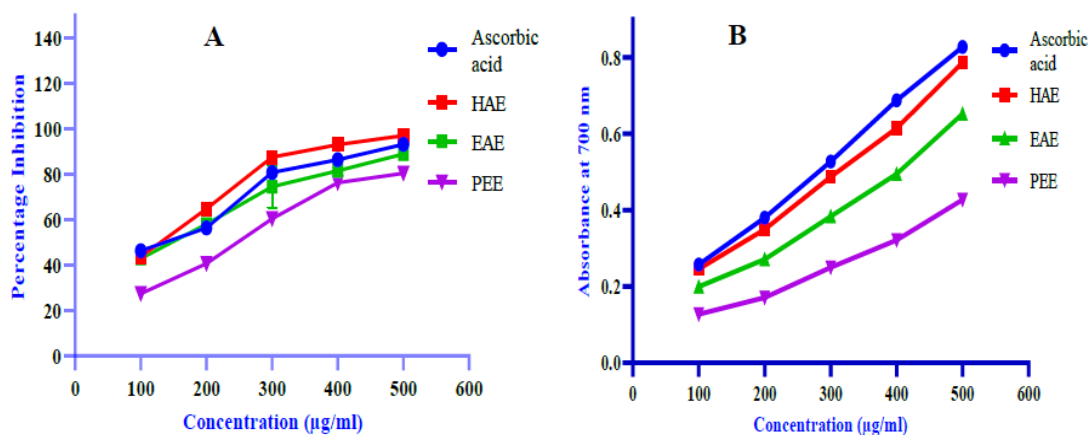 A
Percentage Inhibition
140
120
100
80
60
40
20
0
0 100 200 300 400 500 600
Concentration (µg/ml)
Ascorbic
acid
HAE
EAE
PEE
B
Absorbance at 700 nm
0.8
0.6
0.4
0.2
0.0
0 100 200 300 400 500 600
Concentration (µg/ml)
Ascorbic
acid
HAE
EAE
PEE